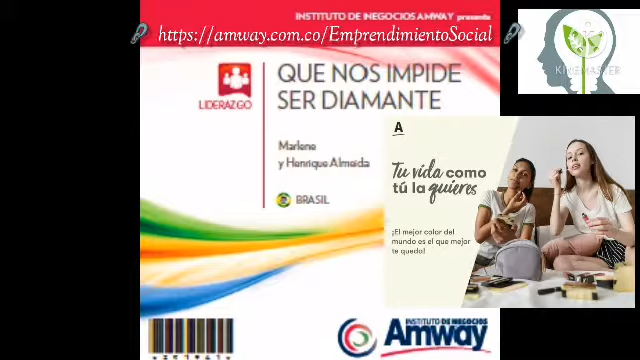 INSTITUTO DE NEGOCIOS AMWAY presenta
https://amway.com.co/EmprendimientoSocial
KINEMASTER
LIDERAZGO
QUE NOS IMPIDE
SER DIAMANTE
Marlene
y Henrique Almeida
BRASIL
A
Tu vida como
tú la quieres
¡El mejor color del
mundo es el que mejor
te queda!
INSTITUTO DE NEGOCIOS
Amway